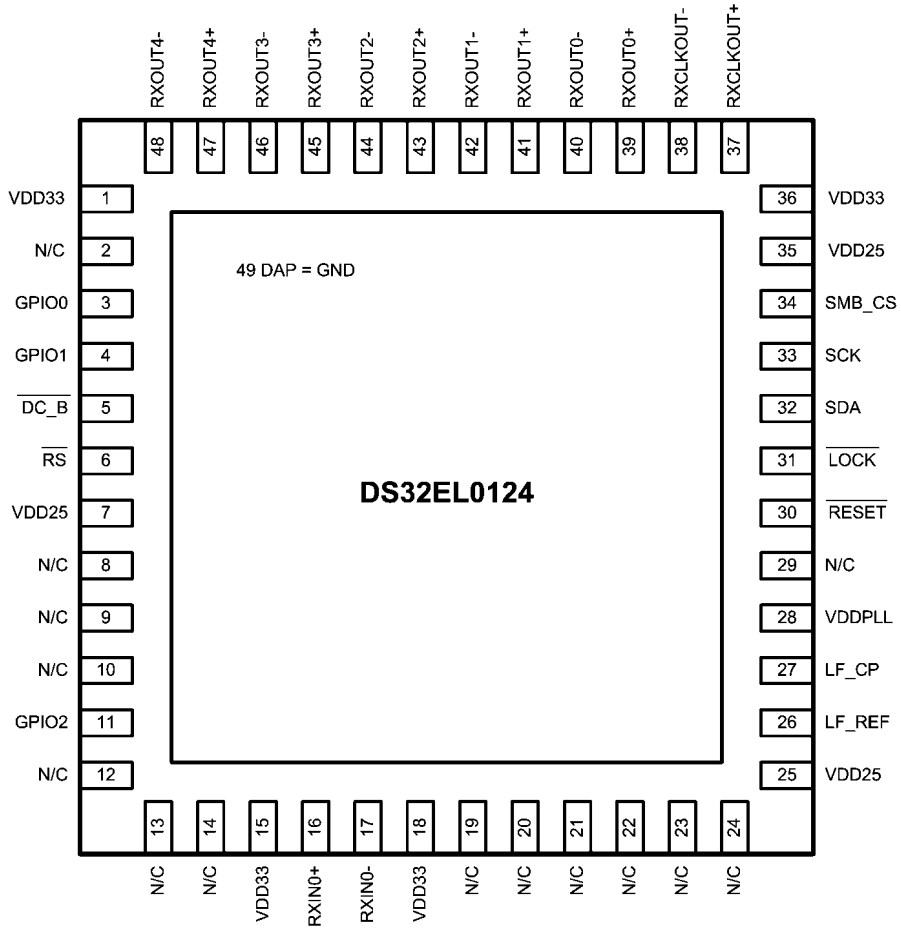 RXOUT4-
RXOUT4+
RXOUT3-
RXOUT3+
RXOUT2-
RXOUT2+
RXOUT1-
RXOUT1+
RXOUT0-
RXOUT0+
RXCLKOUT-
RXCLKOUT+
48
47
46
45
44
43
42
41
40
39
38
37
VDD33 1
N/C 2
GPIO0 3
GPIO1 4
DC_B 5
RS 6
VDD25 7
N/C 8
N/C 9
N/C 10
GPIO2 11
N/C 12
49 DAP = GND
DS32EL0124
36 VDD33
35 VDD25
34 SMB_CS
33 SCK
32 SDA
31 LOCK
30 RESET
29 N/C
28 VDDPLL
27 LF_CP
26 LF_REF
25 VDD25
13
14
15
16
17
18
19
20
21
22
23
24
N/C
N/C
VDD33
RXIN0+
RXIN0-
VDD33
N/C
N/C
N/C
N/C
N/C
N/C